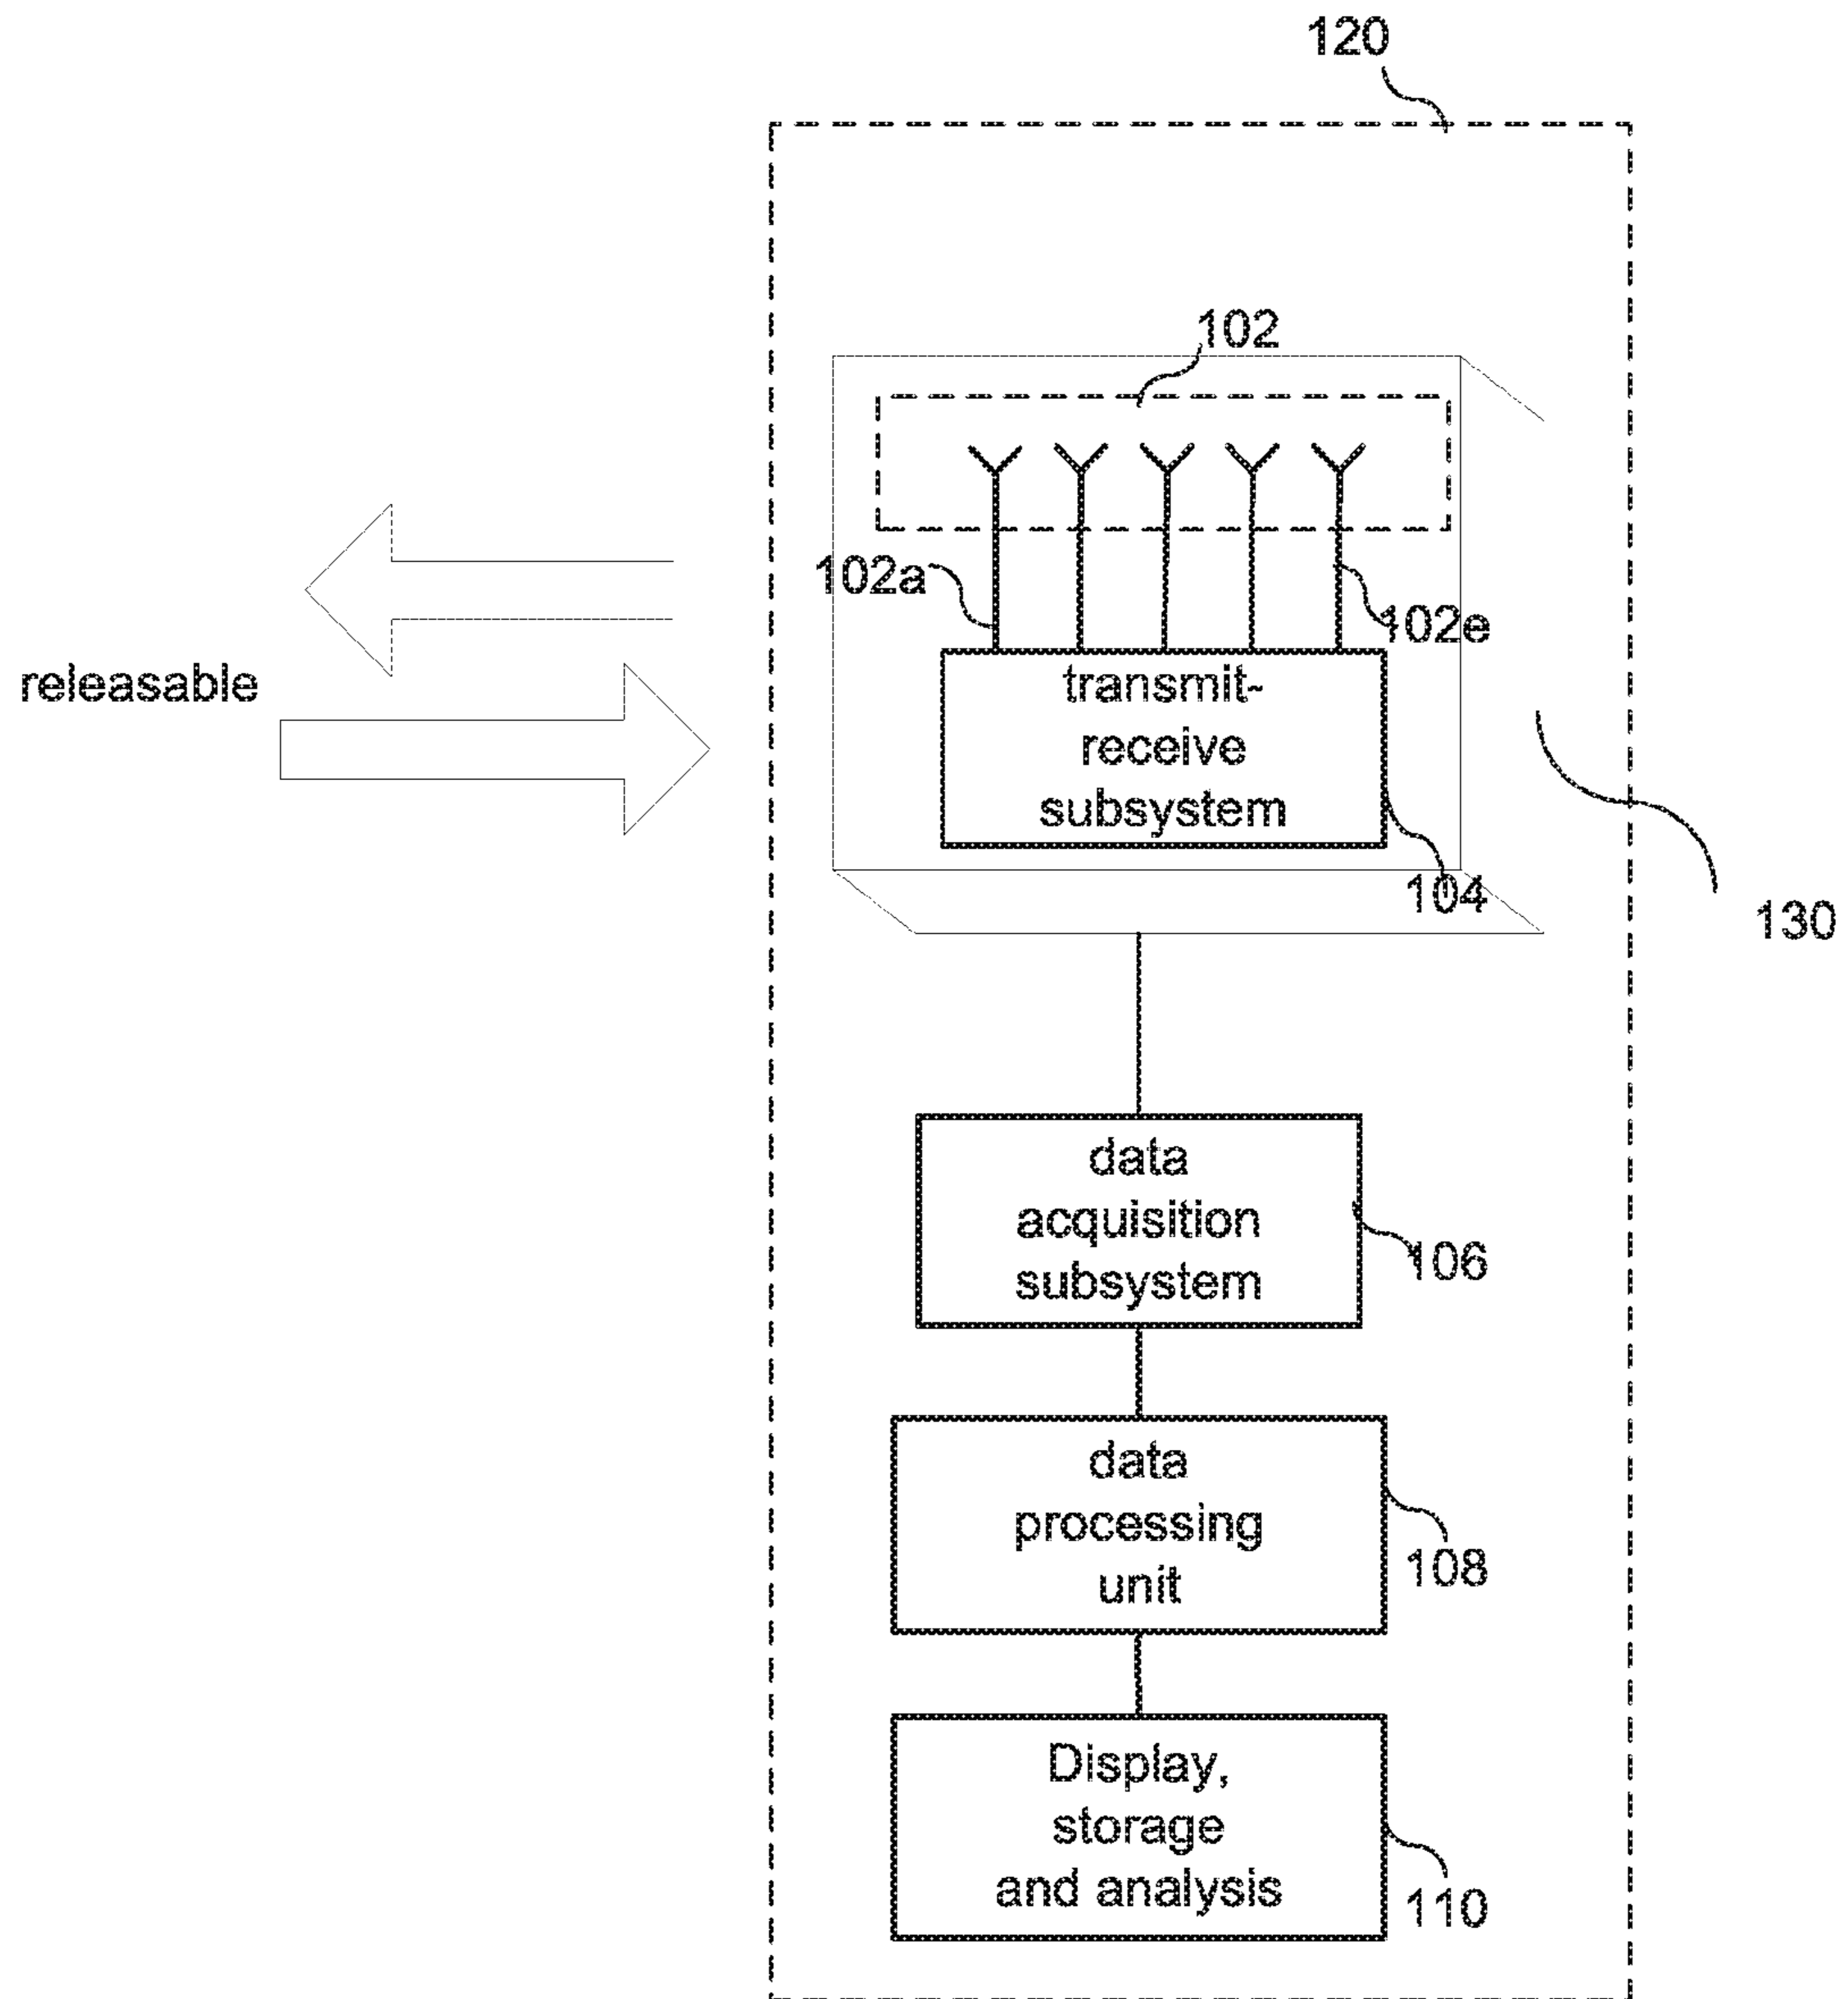 120
102
102a
102e
releasable
transmit-
receive
subsystem
104
130
data
acquisition
subsystem
106
data
processing
unit
108
Display,
storage
and analysis
110